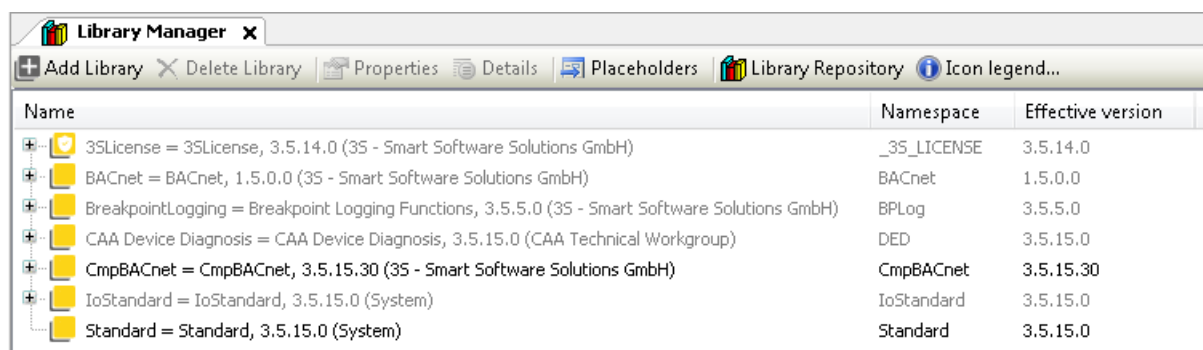 Library Manager x
Add Library Delete Library Properties Details Placeholders Library Repository Icon legend...
Name Namespace Effective version
3SLicense = 3SLicense, 3.5.14.0 (3S - Smart Software Solutions GmbH) _3S_LICENSE 3.5.14.0
BACnet = BACnet, 1.5.0.0 (3S - Smart Software Solutions GmbH) BACnet 1.5.0.0
BreakpointLogging = Breakpoint Logging Functions, 3.5.5.0 (3S - Smart Software Solutions GmbH) BPLog 3.5.5.0
CAA Device Diagnosis = CAA Device Diagnosis, 3.5.15.0 (CAA Technical Workgroup) DED 3.5.15.0
CmpBACnet = CmpBACnet, 3.5.15.30 (3S - Smart Software Solutions GmbH) CmpBACnet 3.5.15.30
IoStandard = IoStandard, 3.5.15.0 (System) IoStandard 3.5.15.0
Standard = Standard, 3.5.15.0 (System) Standard 3.5.15.0